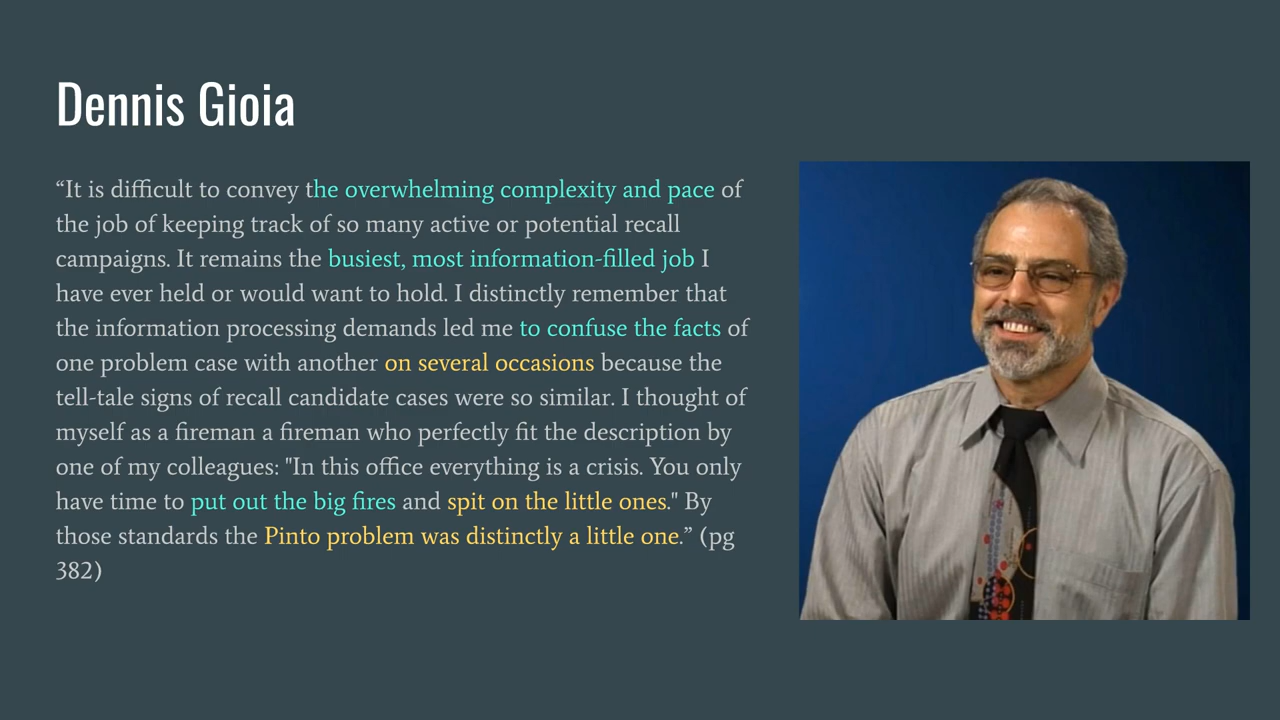 Dennis Gioia
“It is difficult to convey the overwhelming complexity and pace of
the job of keeping track of so many active or potential recall
campaigns. It remains the busiest, most information-filled job I
have ever held or would want to hold. I distinctly remember that
the information processing demands led me to confuse the facts of
one problem case with another on several occasions because the
tell-tale signs of recall candidate cases were so similar. I thought of
myself as a fireman a fireman who perfectly fit the description by
one of my colleagues: "In this office everything is a crisis. You only
have time to put out the big fires and spit on the little ones." By
those standards the Pinto problem was distinctly a little one.” (pg
382)